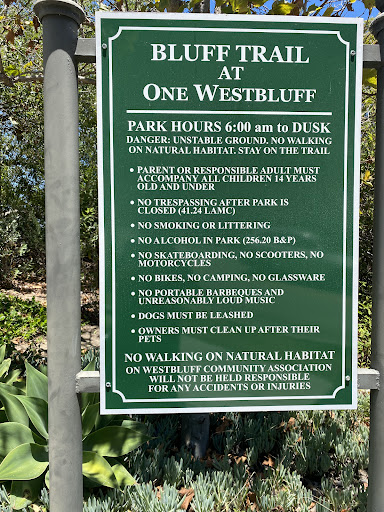 BLUFF TRAIL
AT
ONE WESTBLUFF
PARK HOURS 6:00 am to DUSK
DANGER: UNSTABLE GROUND. NO WALKING
ON NATURAL HABITAT. STAY ON THE TRAIL
• PARENT OR RESPONSIBLE ADULT MUST
ACCOMPANY ALL CHILDREN 14 YEARS
OLD AND UNDER
• NO TRESPASSING AFTER PARK IS
CLOSED (41.24 LAMC)
• NO SMOKING OR LITTERING
• NO ALCOHOL IN PARK (256.20 B&P)
• NO SKATEBOARDING, NO SCOOTERS, NO
MOTORCYCLES
• NO BIKES, NO CAMPING, NO GLASSWARE
• NO PORTABLE BARBEQUES AND
UNREASONABLY LOUD MUSIC
• DOGS MUST BE LEASHED
• OWNERS MUST CLEAN UP AFTER THEIR
PETS
NO WALKING ON NATURAL HABITAT
ON WESTBLUFF COMMUNITY ASSOCIATION
WILL NOT BE HELD RESPONSIBLE
FOR ANY ACCIDENTS OR INJURIES